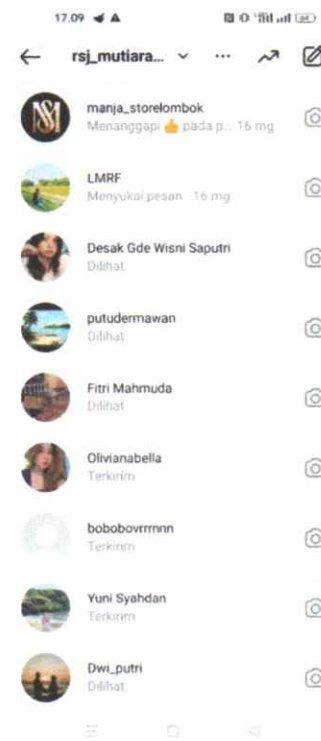 17.09
rsj_mutiara...
manja_storelombok
Menanggapi 👍 pada p... 16 mg
LMRF
Menyukai pesan 16 mg
Desak Gde Wisni Saputri
Dilihat
putudermawan
Dilihat
Fitri Mahmuda
Dilihat
Olivianabella
Terkirim
bobobovrrrnnn
Terkirim
Yuni Syahdan
Terkirim
Dwi_putri
Dilihat